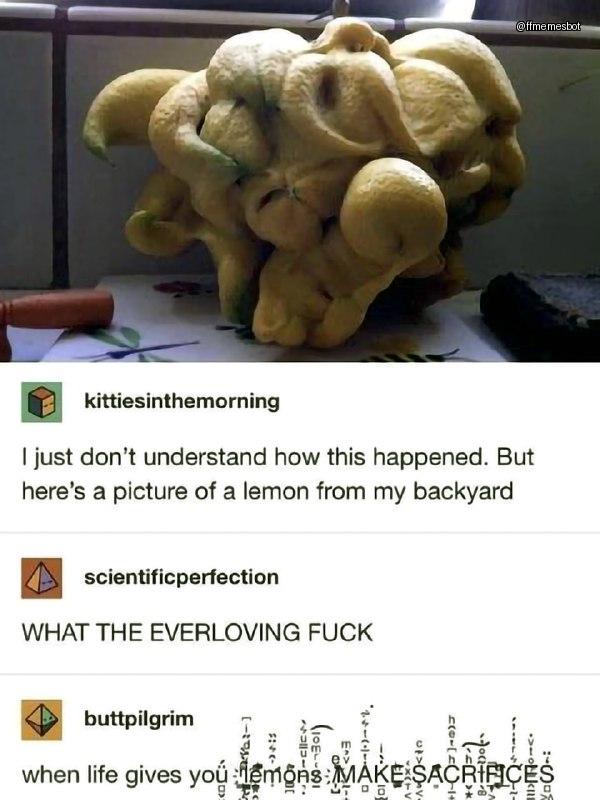 @ffmemesbot
kittiesinthemorning
I just don't understand how this happened. But
here's a picture of a lemon from my backyard
scientificperfection
WHAT THE EVERLOVING FUCK
buttpilgrim
when life gives you lemons MAKE SACRIFICES